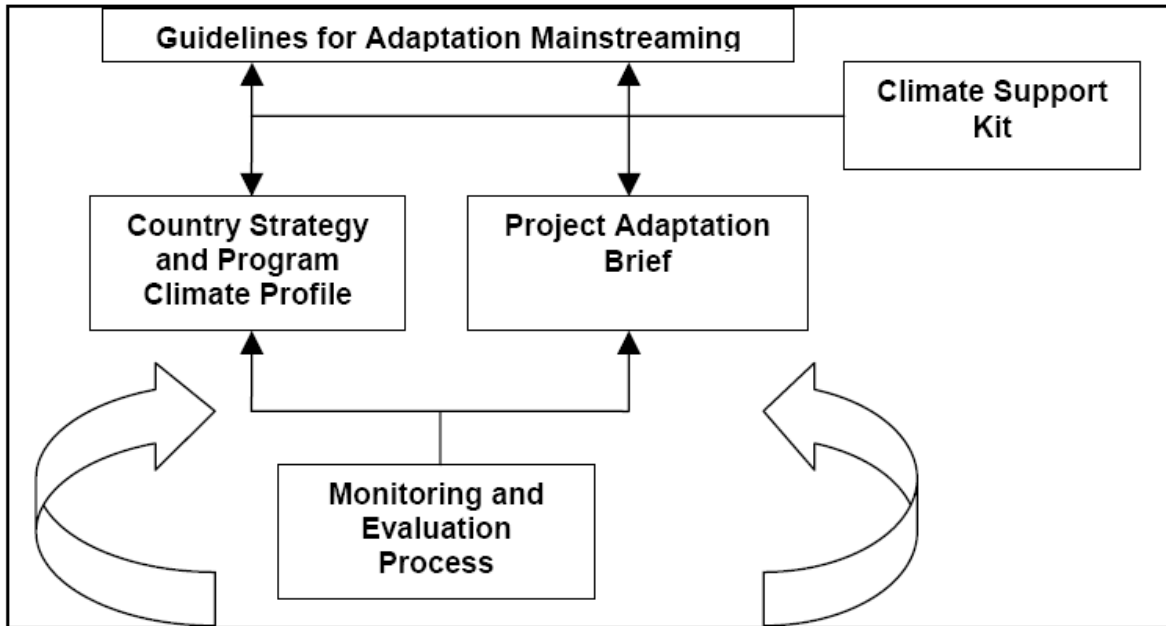 Guidelines for Adaptation Mainstreaming
Climate Support
Kit
Country Strategy
and Program
Climate Profile
Project Adaptation
Brief
Monitoring and
Evaluation
Process